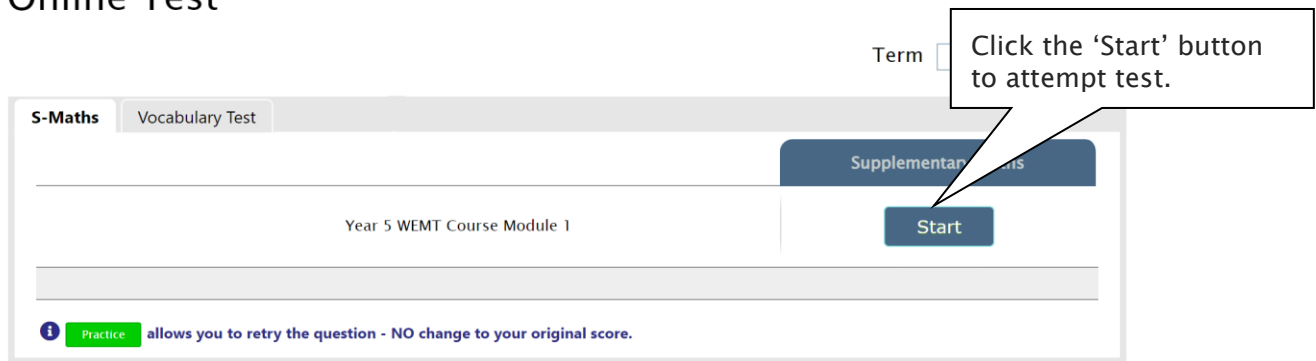 Online Test
Term
Click the ‘Start’ button
to attempt test.
S-Maths Vocabulary Test
Year 5 WEMT Course Module 1
Start
Practice allows you to retry the question - NO change to your original score.